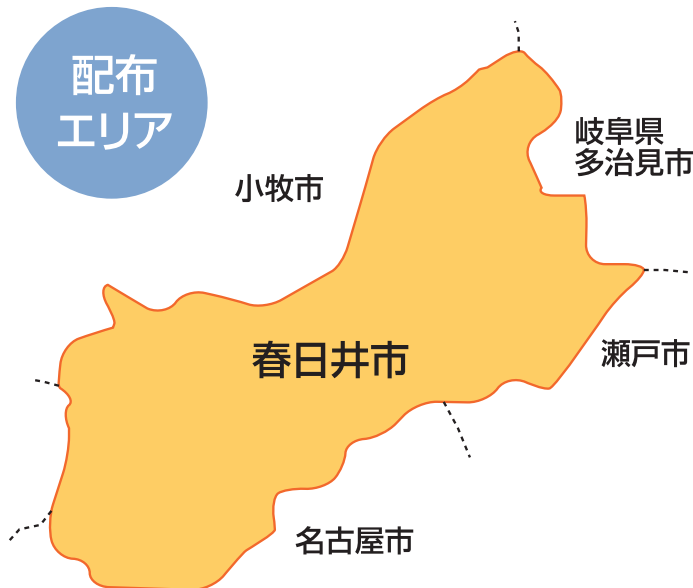 配布
エリア
岐阜県
多治見市
小牧市
春日井市
瀬戸市
名古屋市